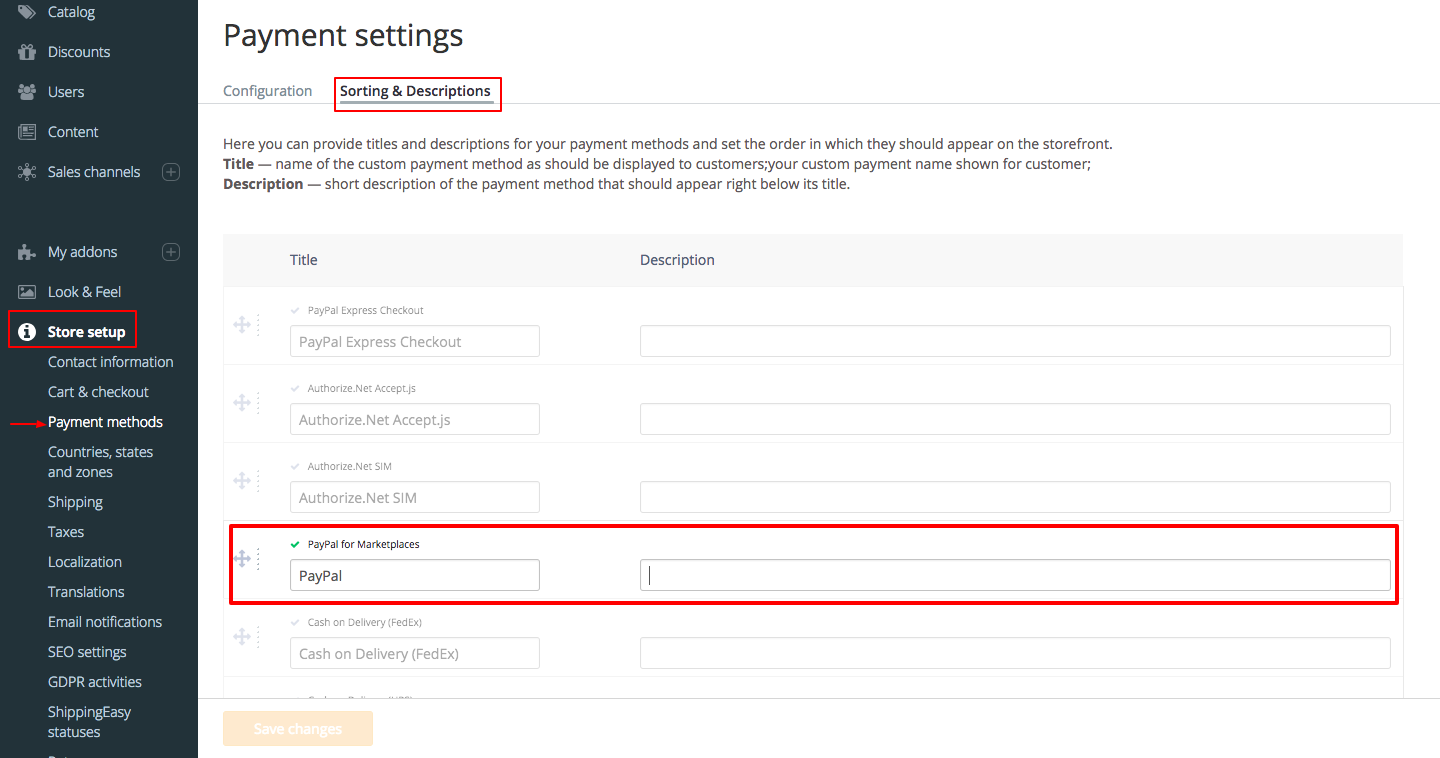 Catalog
Discounts
Users
Content
Sales channels
My addons
Look & Feel
Store setup
Contact information
Cart & checkout
Payment methods
Countries, states
and zones
Shipping
Taxes
Localization
Translations
Email notifications
SEO settings
GDPR activities
ShippingEasy
statuses
Payment settings
Configuration
Sorting & Descriptions
Here you can provide titles and descriptions for your payment methods and set the order in which they should appear on the storefront.
Title — name of the custom payment method as should be displayed to customers;your custom payment name shown for customer;
Description — short description of the payment method that should appear right below its title.
Title Description
PayPal Express Checkout
PayPal Express Checkout
Authorize.Net Accept.js
Authorize.Net Accept.js
Authorize.Net SIM
Authorize.Net SIM
PayPal for Marketplaces
PayPal
Cash on Delivery (FedEx)
Cash on Delivery (FedEx)
Save changes